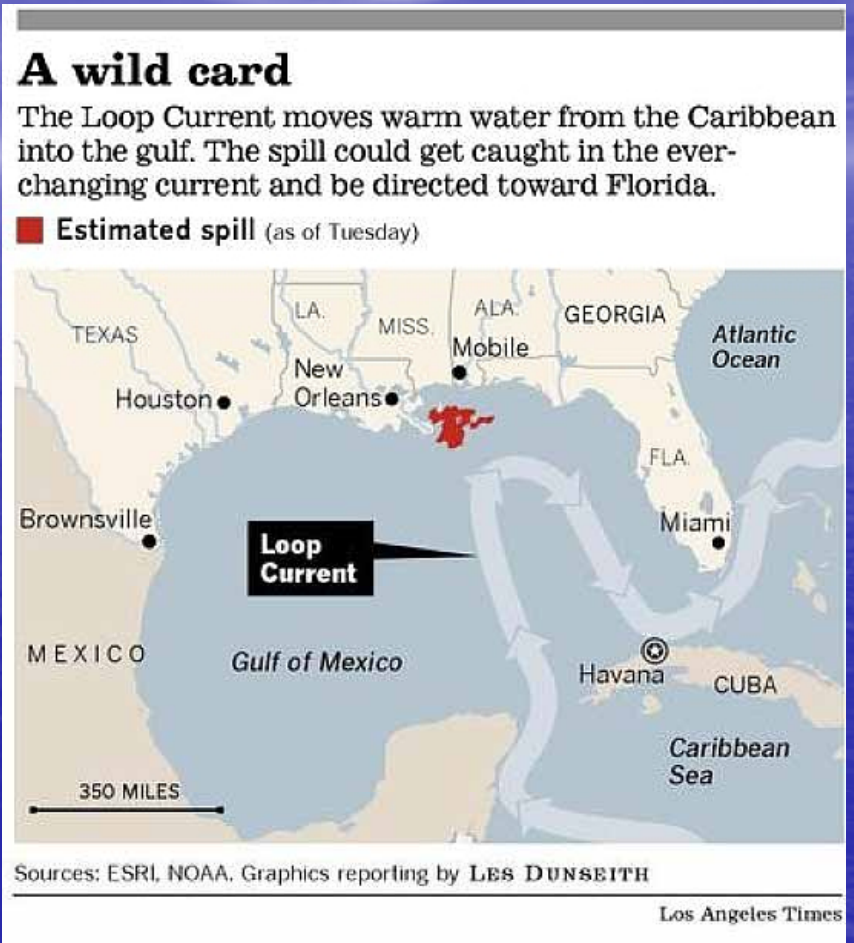 A wild card
The Loop Current moves warm water from the Caribbean
into the gulf. The spill could get caught in the ever-
changing current and be directed toward Florida.
Estimated spill (as of Tuesday)
TEXAS
LA.
MISS.
ALA.
GEORGIA
Atlantic
Ocean
Mobile
New
Orleans
Houston
FLA.
Brownsville
Miami
Loop
Current
MEXICO
Gulf of Mexico
Havana
CUBA
Caribbean
Sea
350 MILES
Sources: ESRI, NOAA. Graphics reporting by LES DUNSEITH
Los Angeles Times